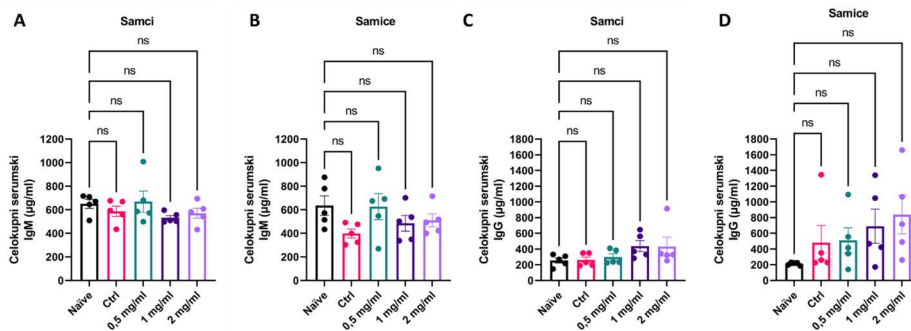 A
Samci
ns
ns
ns
ns
Celokupni serumski
IgM (µg/ml)
1200
1000
800
600
400
200
0
Naïve
Ctrl
0,5 mg/ml
1 mg/ml
2 mg/ml
B
Samice
ns
ns
ns
ns
Celokupni serumski
IgM (µg/ml)
1200
1000
800
600
400
200
0
Naïve
Ctrl
0,5 mg/ml
1 mg/ml
2 mg/ml
C
Samci
ns
ns
ns
ns
Celokupni serumski
IgG (µg/ml)
1800
1600
1400
1200
1000
800
600
400
200
Naïve
Ctrl
0,5 mg/ml
1 mg/ml
2 mg/ml
D
Samice
ns
ns
ns
ns
Celokupni serumski
IgG (µg/ml)
1800
1600
1400
1200
1000
800
600
400
200
Naïve
Ctrl
0,5 mg/ml
1 mg/ml
2 mg/ml